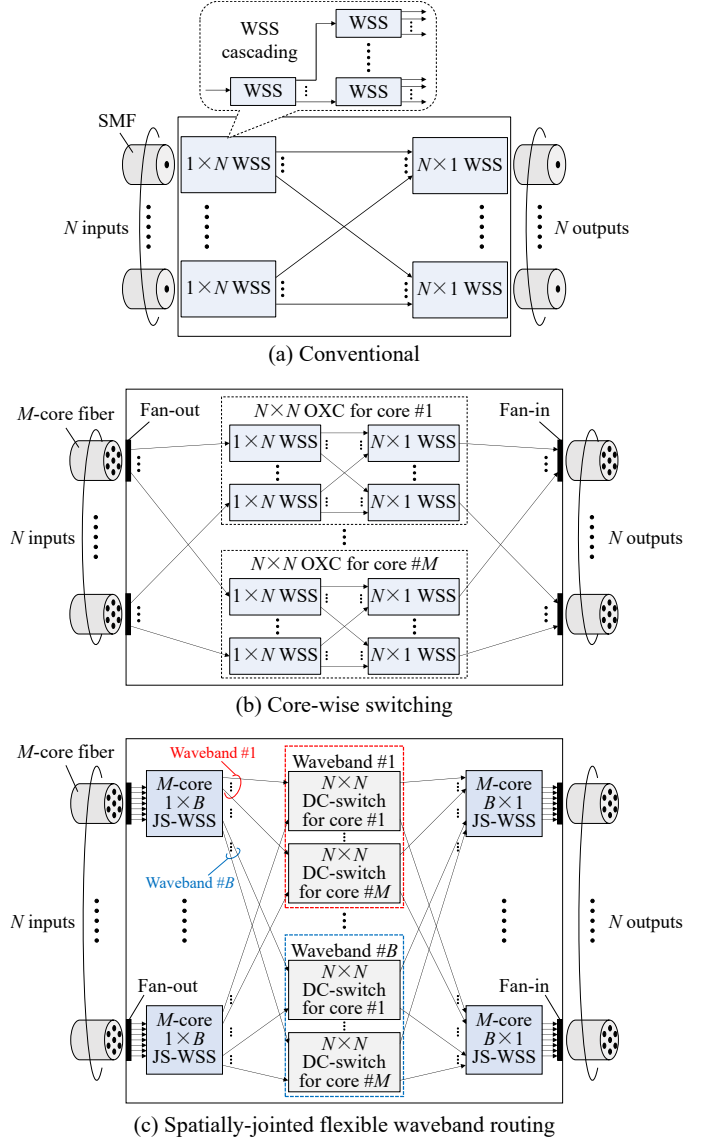 WSS
cascading
WSS
WSS
WSS
SMF
1×N WSS
N×1 WSS
N inputs
N outputs
1×N WSS
N×1 WSS
(a) Conventional
M-core fiber
Fan-out
N×N OXC for core #1
Fan-in
1×N WSS
N×1 WSS
1×N WSS
N×1 WSS
N inputs
N outputs
N×N OXC for core #M
1×N WSS
N×1 WSS
1×N WSS
N×1 WSS
(b) Core-wise switching
M-core fiber
Waveband #1
Waveband #1
M-core
1×B
JS-WSS
N×N
DC-switch
for core #1
M-core
B×1
JS-WSS
N×N
DC-switch
for core #M
Waveband #B
N inputs
N outputs
Waveband #B
N×N
DC-switch
for core #1
Fan-out
Fan-in
M-core
1×B
JS-WSS
N×N
DC-switch
for core #M
M-core
B×1
JS-WSS
(c) Spatially-jointed flexible waveband routing